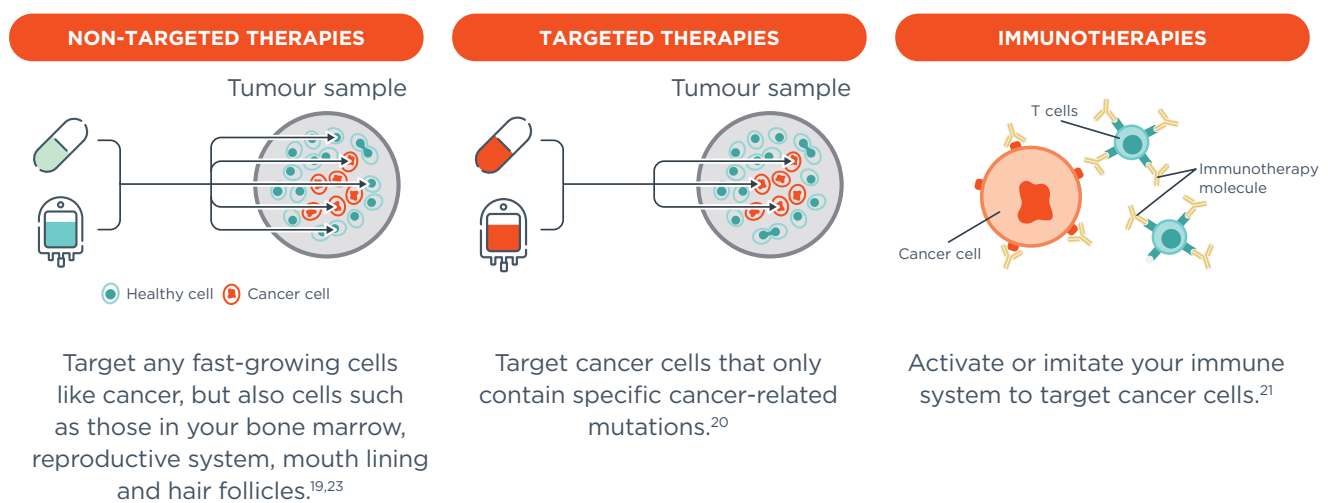 NON-TARGETED THERAPIES
Tumour sample
Healthy cell
Cancer cell
Target any fast-growing cells
like cancer, but also cells such
as those in your bone marrow,
reproductive system, mouth lining
and hair follicles.19,23
TARGETED THERAPIES
Tumour sample
Target cancer cells that only
contain specific cancer-related
mutations.20
IMMUNOTHERAPIES
T cells
Immunotherapy
molecule
Cancer cell
Activate or imitate your immune
system to target cancer cells.21